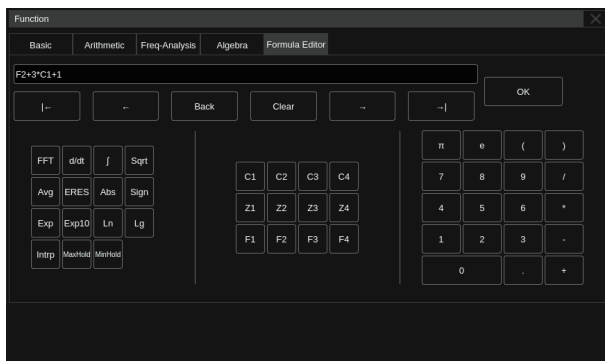 Function
Basic Arithmetic Freq-Analysis Algebra Formula Editor
F2+3*C1+1
OK
|← ← Back Clear → →|
π e ( )
FFT d/dt ∫ Sqrt
C1 C2 C3 C4
7 8 9 /
Avg ERES Abs Sign
Z1 Z2 Z3 Z4
4 5 6 *
Exp Exp10 Ln Lg
F1 F2 F3 F4
1 2 3 -
Intrp MaxHold MinHold
0 . +